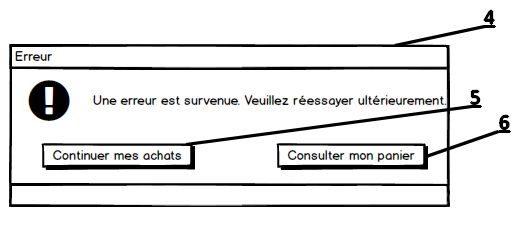 4
Erreur
Une erreur est survenue. Veuillez réessayer ultérieurement.
5
6
Continuer mes achats
Consulter mon panier